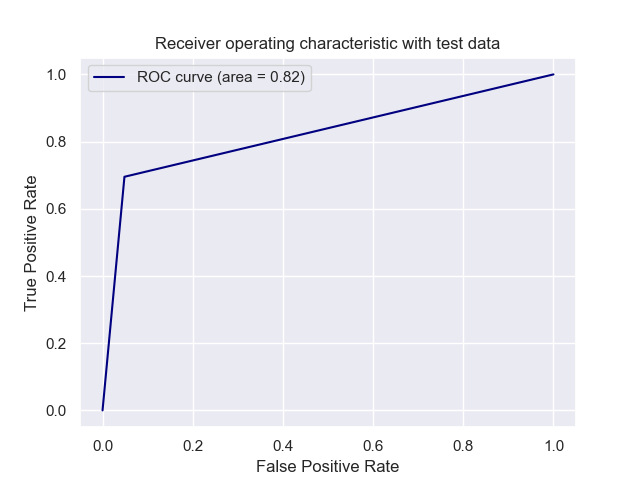 Receiver operating characteristic with test data
ROC curve (area = 0.82)
1.0
0.8
0.6
0.4
0.2
0.0
True Positive Rate
0.0 0.2 0.4 0.6 0.8 1.0
False Positive Rate